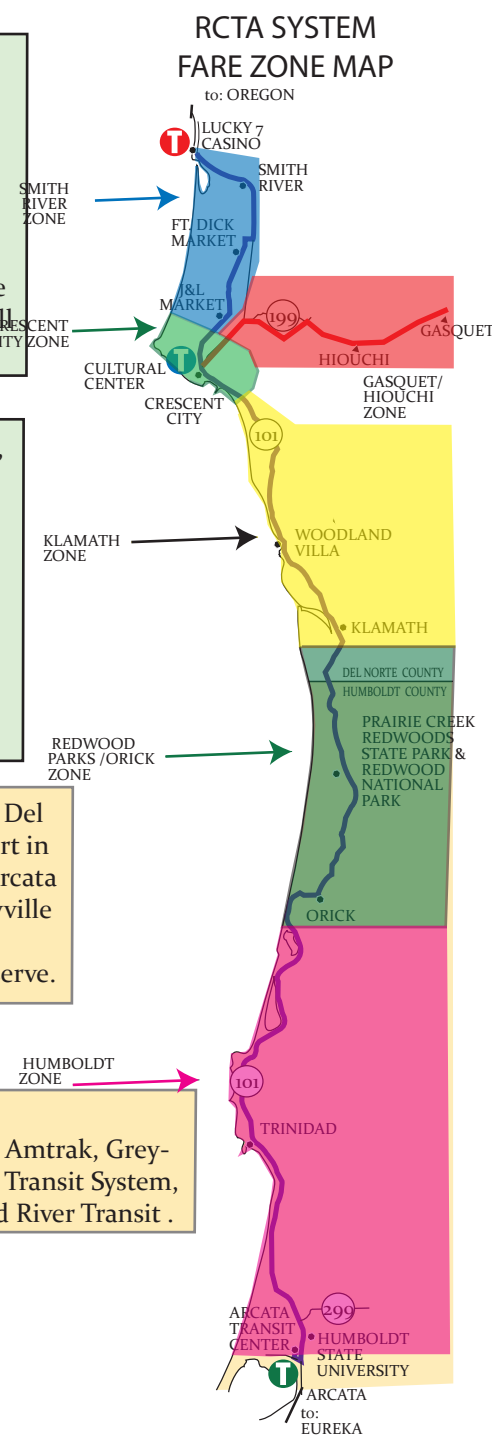 RCTA SYSTEM
FARE ZONE MAP
to: OREGON
T
LUCKY 7
CASINO
SMITH
RIVER
SMITH
RIVER
ZONE
FT. DICK
MARKET
J&L
MARKET
199
GASQUET
HIOUCHI
GASQUET/
HIOUCHI
ZONE
CRESCENT
CITY ZONE
T
CULTURAL
CENTER
CRESCENT
CITY
101
KLAMATH
ZONE
WOODLAND
VILLA
KLAMATH
DEL NORTE COUNTY
HUMBOLDT COUNTY
REDWOOD
PARKS /ORICK
ZONE
PRAIRIE CREEK
REDWOODS
STATE PARK &
REDWOOD
NATIONAL
PARK
Del
rt in
rcata
yville
erve.
ORICK
HUMBOLDT
ZONE
101
Amtrak, Grey-
Transit System,
d River Transit .
TRINIDAD
299
ARCATA
TRANSIT
CENTER
HUMBOLDT
STATE
UNIVERSITY
T
ARCATA
to:
EUREKA